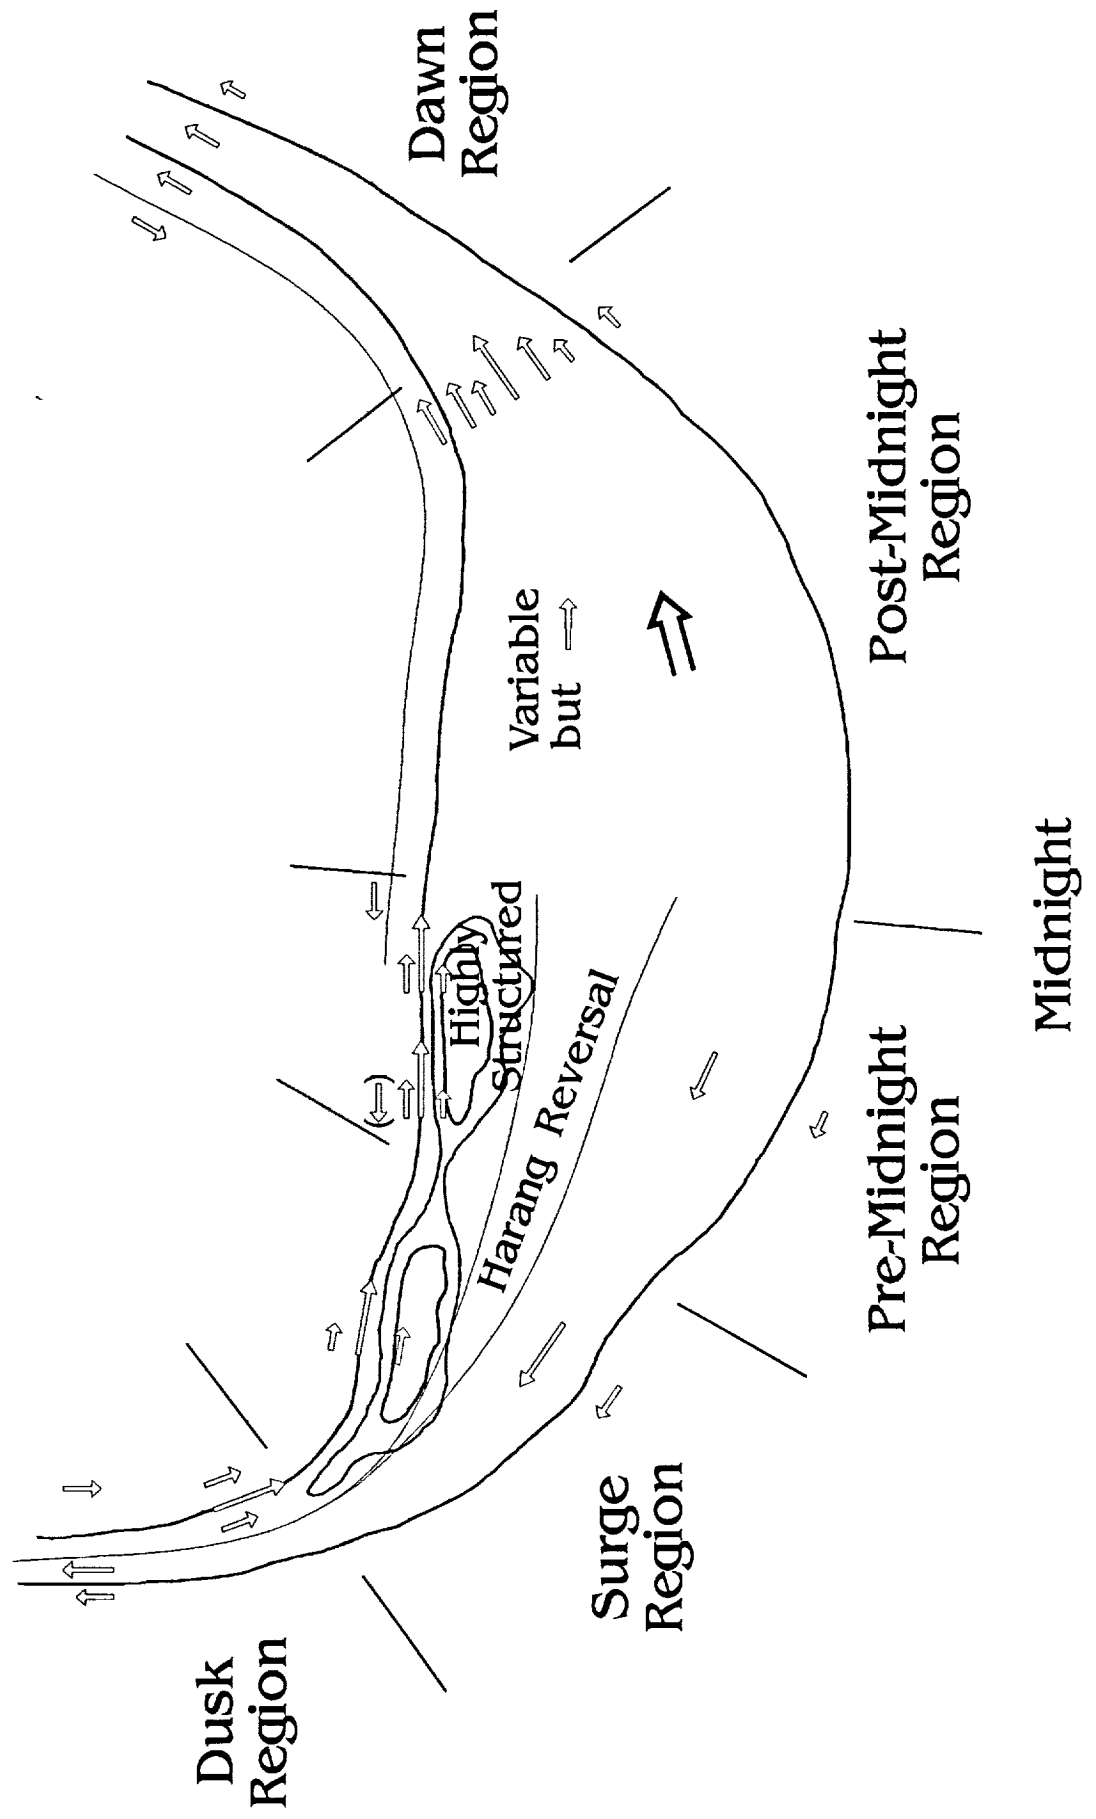 Dawn
Region
Post-Midnight
Region
Variable
but
Midnight
Highly
Structured
Harang Reversal
Pre-Midnight
Region
Surge
Region
Dusk
Region